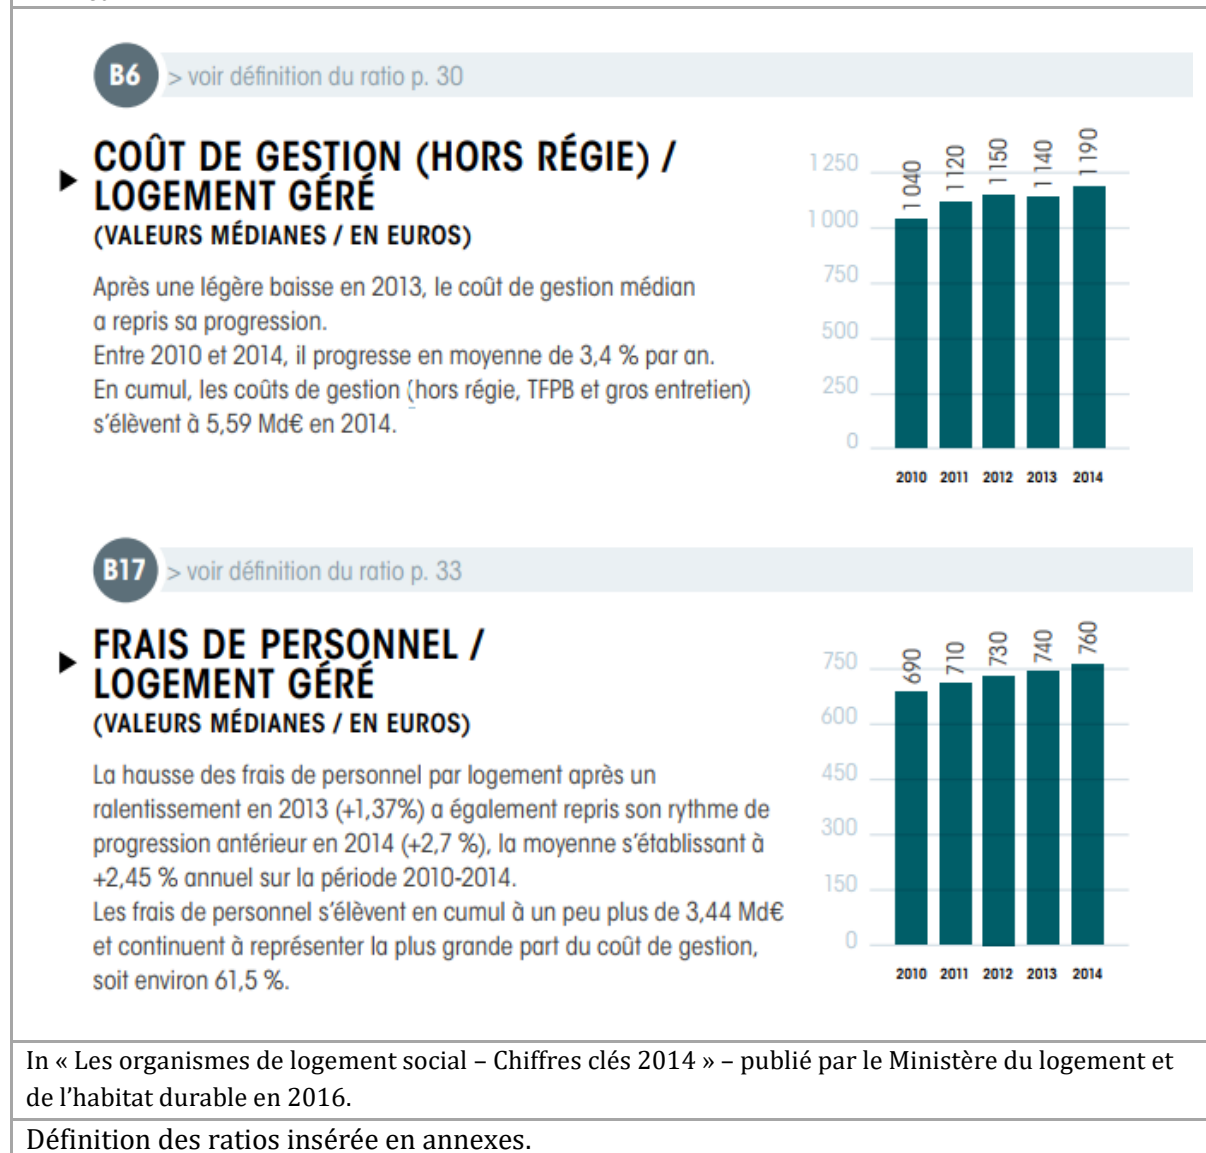 B6 > voir définition du ratio p. 30
COÛT DE GESTION (HORS RÉGIE) /
LOGEMENT GÉRÉ
(VALEURS MÉDIANES / EN EUROS)
Après une légère baisse en 2013, le coût de gestion médian
a repris sa progression.
Entre 2010 et 2014, il progresse en moyenne de 3,4 % par an.
En cumul, les coûts de gestion (hors régie, TFPB et gros entretien)
s'élèvent à 5,59 Md€ en 2014.
1 040
1 120
1 150
1 140
1 190
1250
1000
750
500
250
0
2010 2011 2012 2013 2014
B17 > voir définition du ratio p. 33
FRAIS DE PERSONNEL /
LOGEMENT GÉRÉ
(VALEURS MÉDIANES / EN EUROS)
La hausse des frais de personnel par logement après un
ralentissement en 2013 (+1,37%) a également repris son rythme de
progression antérieur en 2014 (+2,7 %), la moyenne s'établissant à
+2,45 % annuel sur la période 2010-2014.
Les frais de personnel s'élèvent en cumul à un peu plus de 3,44 Md€
et continuent à représenter la plus grande part du coût de gestion,
soit environ 61,5 %.
690
710
730
740
760
750
600
450
300
150
0
2010 2011 2012 2013 2014
In « Les organismes de logement social – Chiffres clés 2014 » – publié par le Ministère du logement et
de l'habitat durable en 2016.
Définition des ratios insérée en annexes.